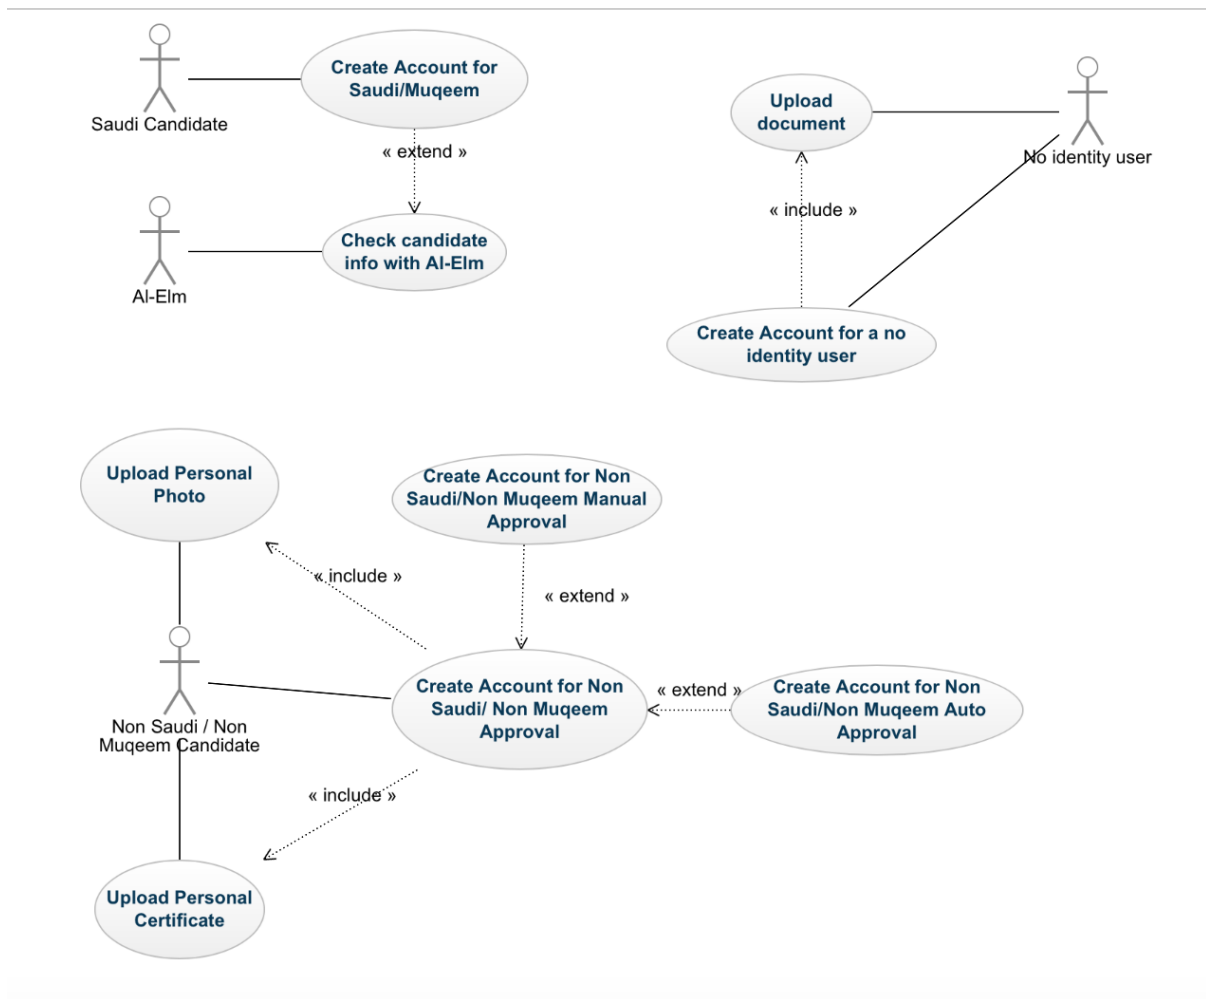 Create Account for
Saudi/Muqeem
Saudi Candidate
« extend »
Check candidate
info with Al-Elm
Al-Elm
Upload
document
No identity user
« include »
Create Account for a no
identity user
Upload Personal
Photo
Create Account for Non
Saudi/Non Muqeem Manual
Approval
« include »
« extend »
Create Account for Non
Saudi/ Non Muqeem
Approval
« extend »
Create Account for Non
Saudi/Non Muqeem Auto
Approval
Non Saudi / Non
Muqeem Candidate
« include »
Upload Personal
Certificate